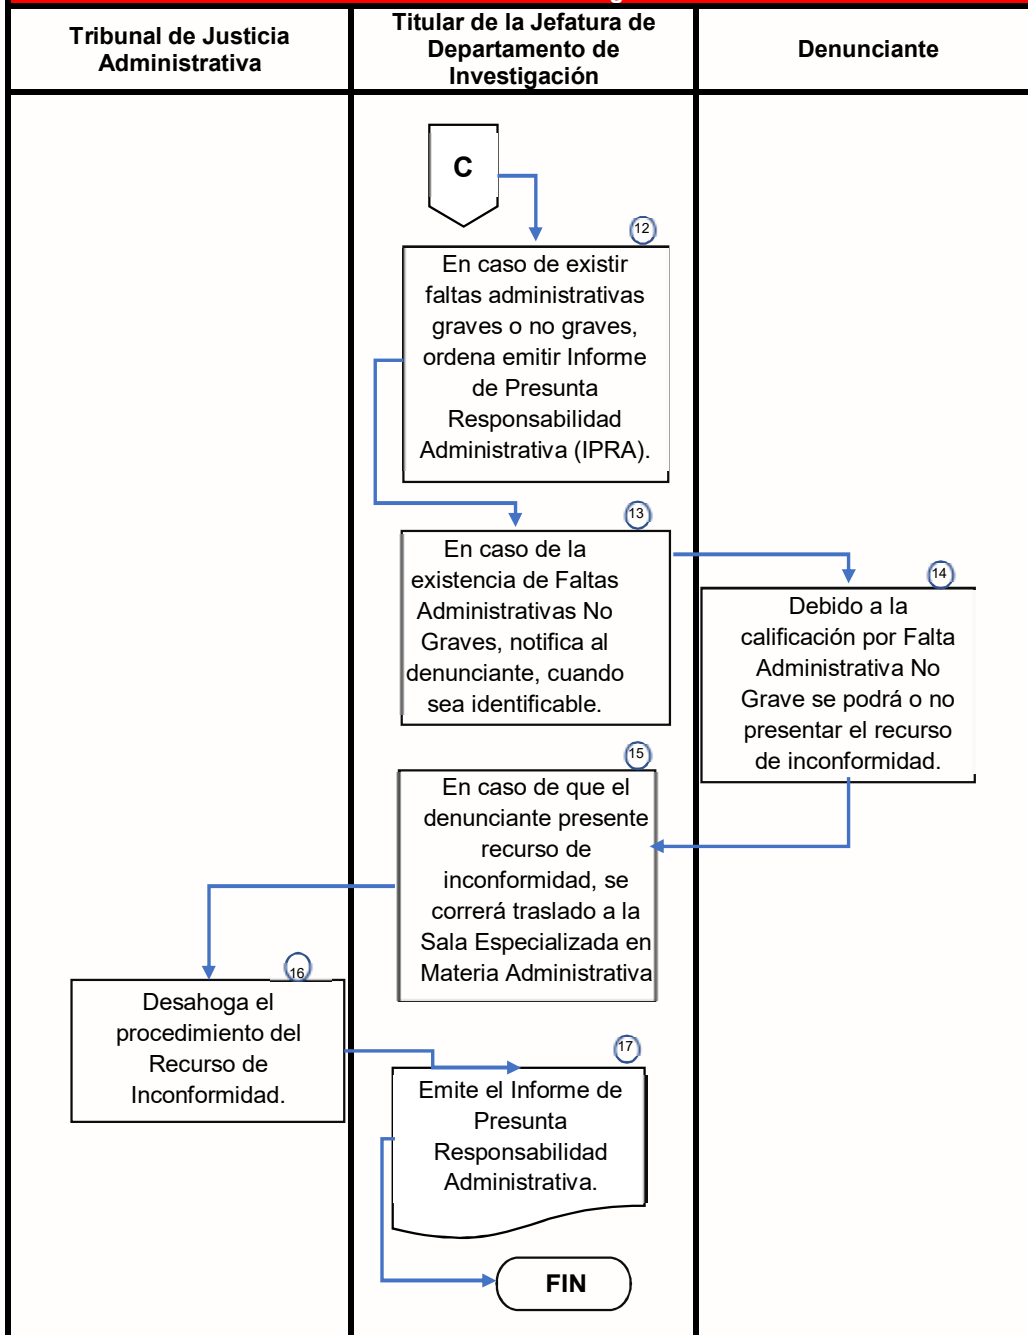 Tribunal de Justicia
Administrativa
Titular de la Jefatura de
Departamento de
Investigación
Denunciante
C
12
En caso de existir
faltas administrativas
graves o no graves,
ordena emitir Informe
de Presunta
Responsabilidad
Administrativa (IPRA).
13
En caso de la
existencia de Faltas
Administrativas No
Graves, notifica al
denunciante, cuando
sea identificable.
14
Debido a la
calificación por Falta
Administrativa No
Grave se podrá o no
presentar el recurso
de inconformidad.
15
En caso de que el
denunciante presente
recurso de
inconformidad, se
correrá traslado a la
Sala Especializada en
Materia Administrativa
16
Desahoga el
procedimiento del
Recurso de
Inconformidad.
17
Emite el Informe de
Presunta
Responsabilidad
Administrativa.
FIN